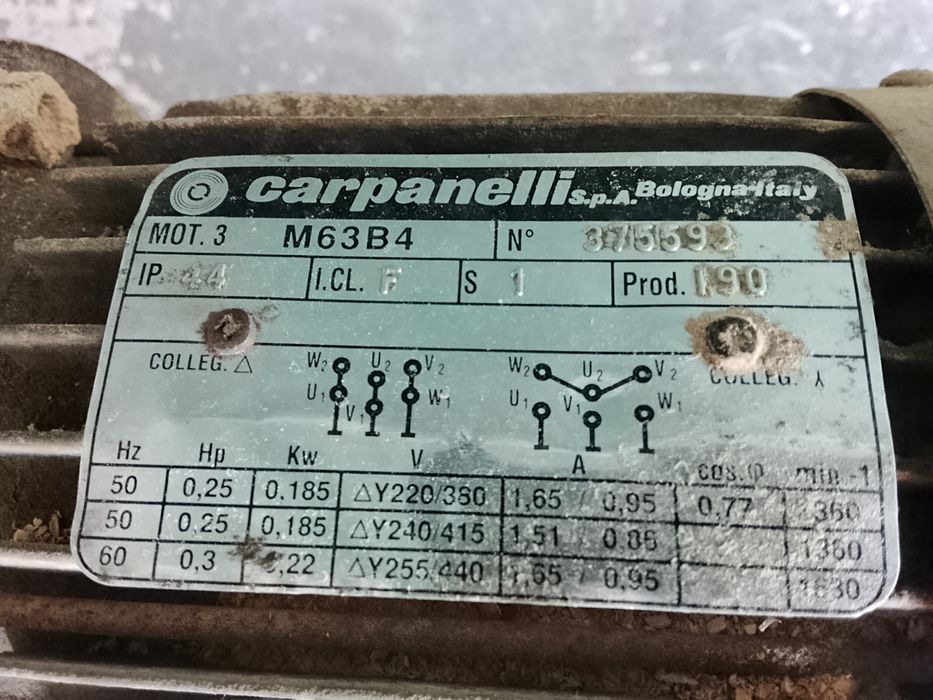 carpanelli S.p.A. Bologna-Italy
MOT. 3 M63B4 N° 3755593
IP 44 I.CL. F S 1 Prod. 190
COLLEG. △ W2 U2 V2 W2 U2 V2 COLLEG. Y
U1 V1 W1 U1 V1 W1
Hz Hp Kw V A cos.φ min.-1
50 0,25 0,185 △Y220/380 1,65 / 0,95 0,77 1360
50 0,25 0,185 △Y240/415 1,51 / 0,86 1360
60 0,3 0,22 △Y255/440 1,65 / 0,95 1630